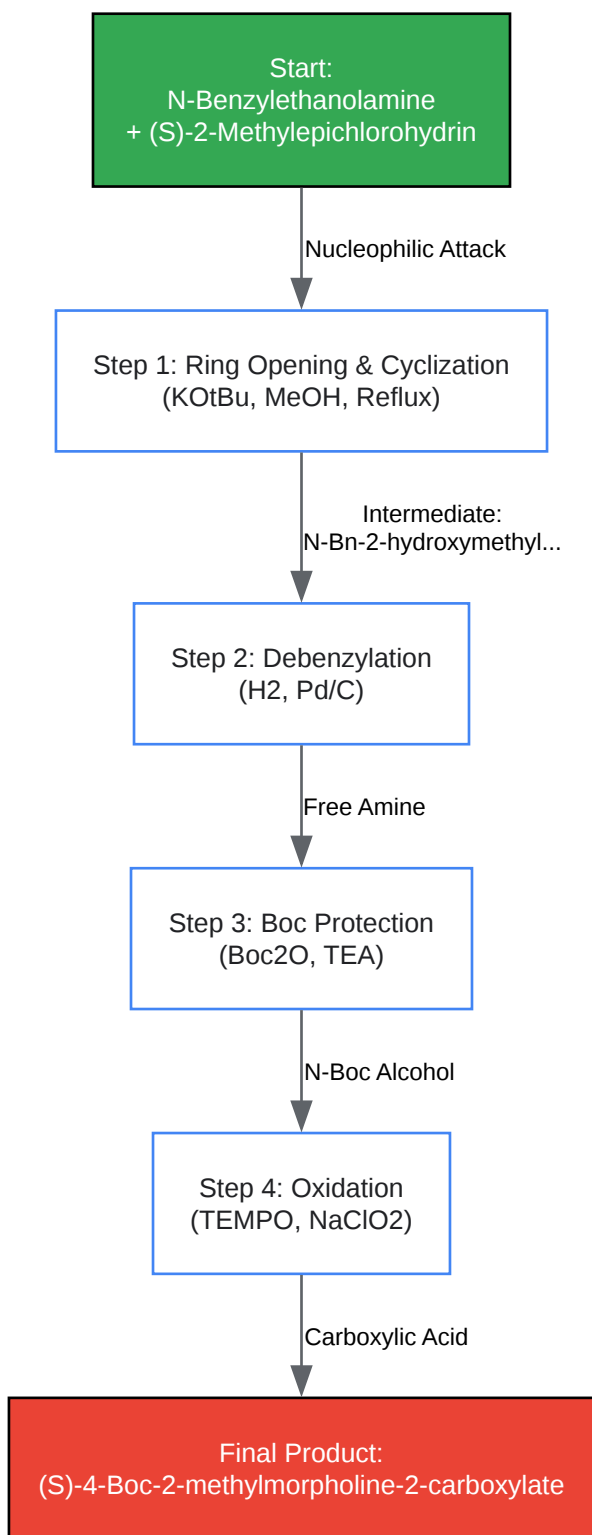 Start:
N-Benzylethanolamine
+ (S)-2-Methylepichlorohydrin
Nucleophilic Attack
Step 1: Ring Opening & Cyclization
(KOtBu, MeOH, Reflux)
Intermediate:
N-Bn-2-hydroxymethyl...
Step 2: Debenzylation
(H2, Pd/C)
Free Amine
Step 3: Boc Protection
(Boc2O, TEA)
N-Boc Alcohol
Step 4: Oxidation
(TEMPO, NaClO2)
Carboxylic Acid
Final Product:
(S)-4-Boc-2-methylmorpholine-2-carboxylate